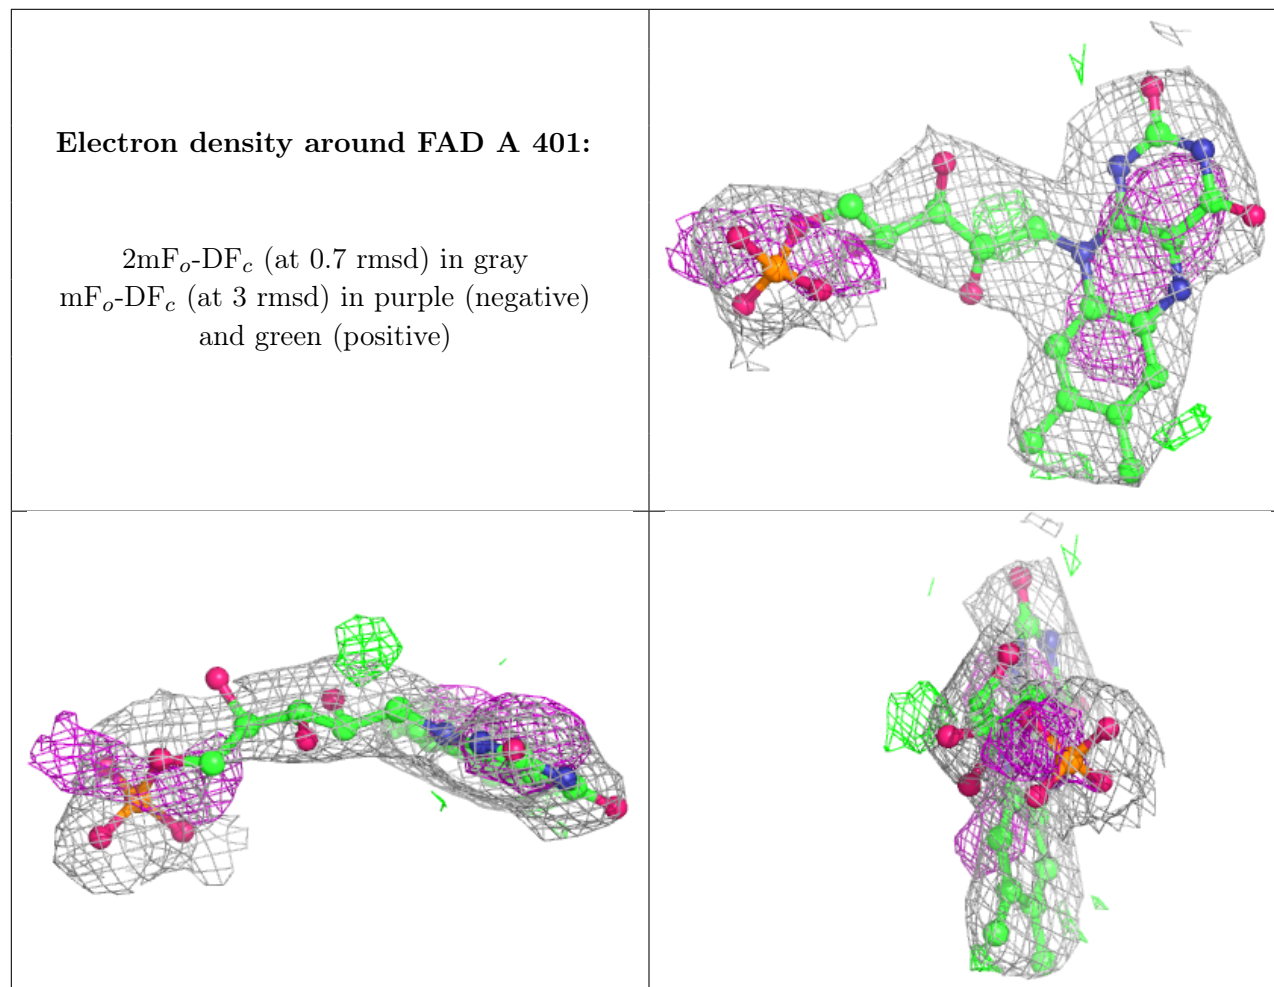 Electron density around FAD A 401:
2mFo-DFc (at 0.7 rmsd) in gray
mFo-DFc (at 3 rmsd) in purple (negative)
and green (positive)